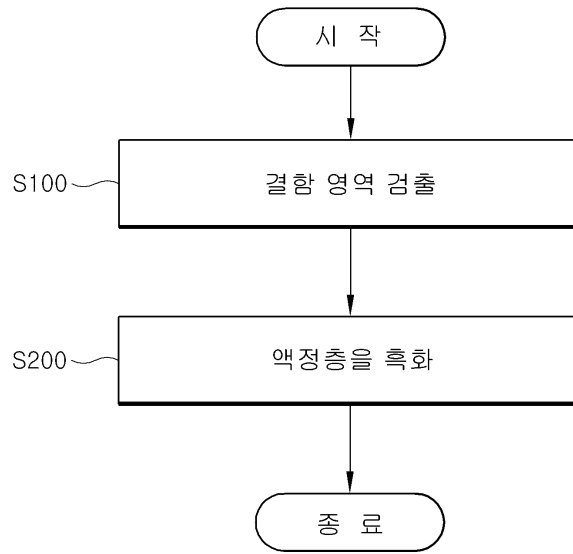 시 작
S100
결함 영역 검출
S200
액정층을 흑화
종 료